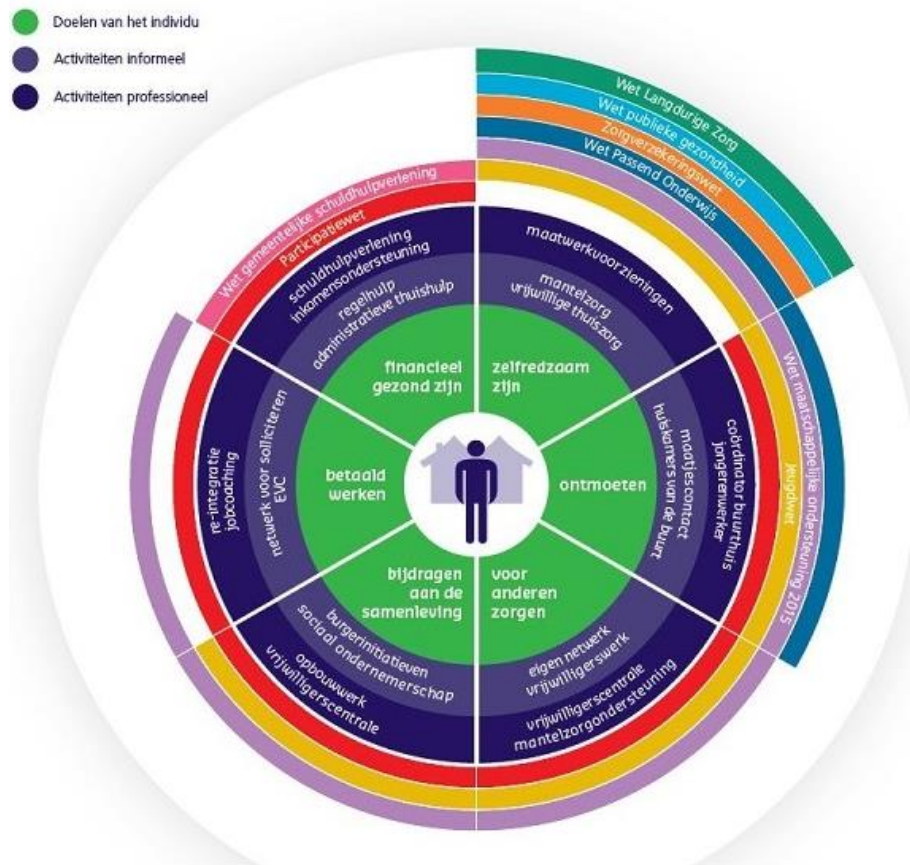 Doelen van het individu
Activiteiten informeel
Activiteiten professioneel
Wet Langdurige Zorg
Wet publieke gezondheid
Zorgverzekeringswet
Wet Passend Onderwijs
Wet gemeentelijke schuldhulpverlening
Participatiewet
schuldhulpverlening
inkomensondersteuning
regelhulp
administratieve thuishulp
financieel
gezond zijn
maatwerkvoorzieningen
mantelzorg
vrijwillige thuiszorg
zelfredzaam
zijn
Wet maatschappelijke ondersteuning 2015
Jeugdwet
coördinator buurthuis
jongerenwerker
maatjescontact
huiskamers van de buurt
ontmoeten
voor
anderen
zorgen
eigen netwerk
vrijwilligerswerk
vrijwilligerscentrale
mantelzorgondersteuning
bijdragen
aan de
samenleving
burgerinitiatieven
sociaal ondernemerschap
opbouwwerk
vrijwilligerscentrale
betaald
werken
netwerk voor solliciteren
EVC
re-integratie
jobcoaching